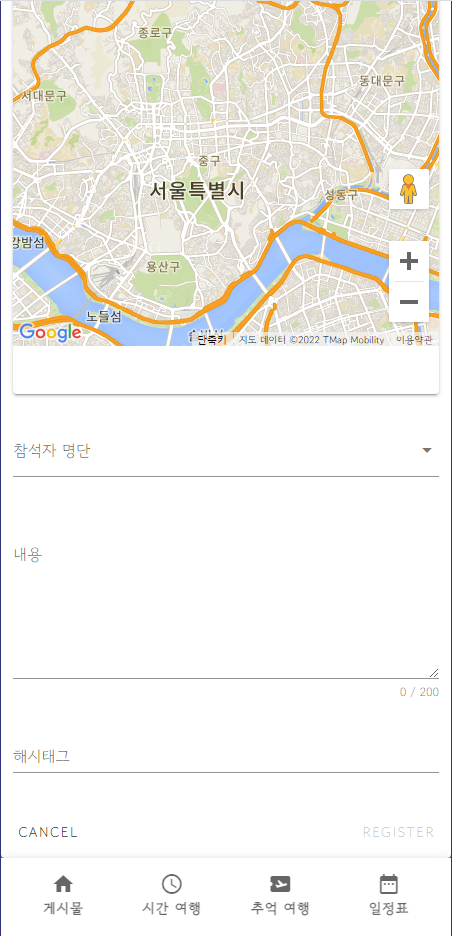 종로구
서대문구
동대문구
중구
서울특별시
성동구
강밤섬
용산구
노들섬
Google
단축키
지도 데이터 ©2022 TMap Mobility
이용약관
참석자 명단
내용
0 / 200
해시태그
CANCEL
REGISTER
게시물
시간 여행
추억 여행
일정표